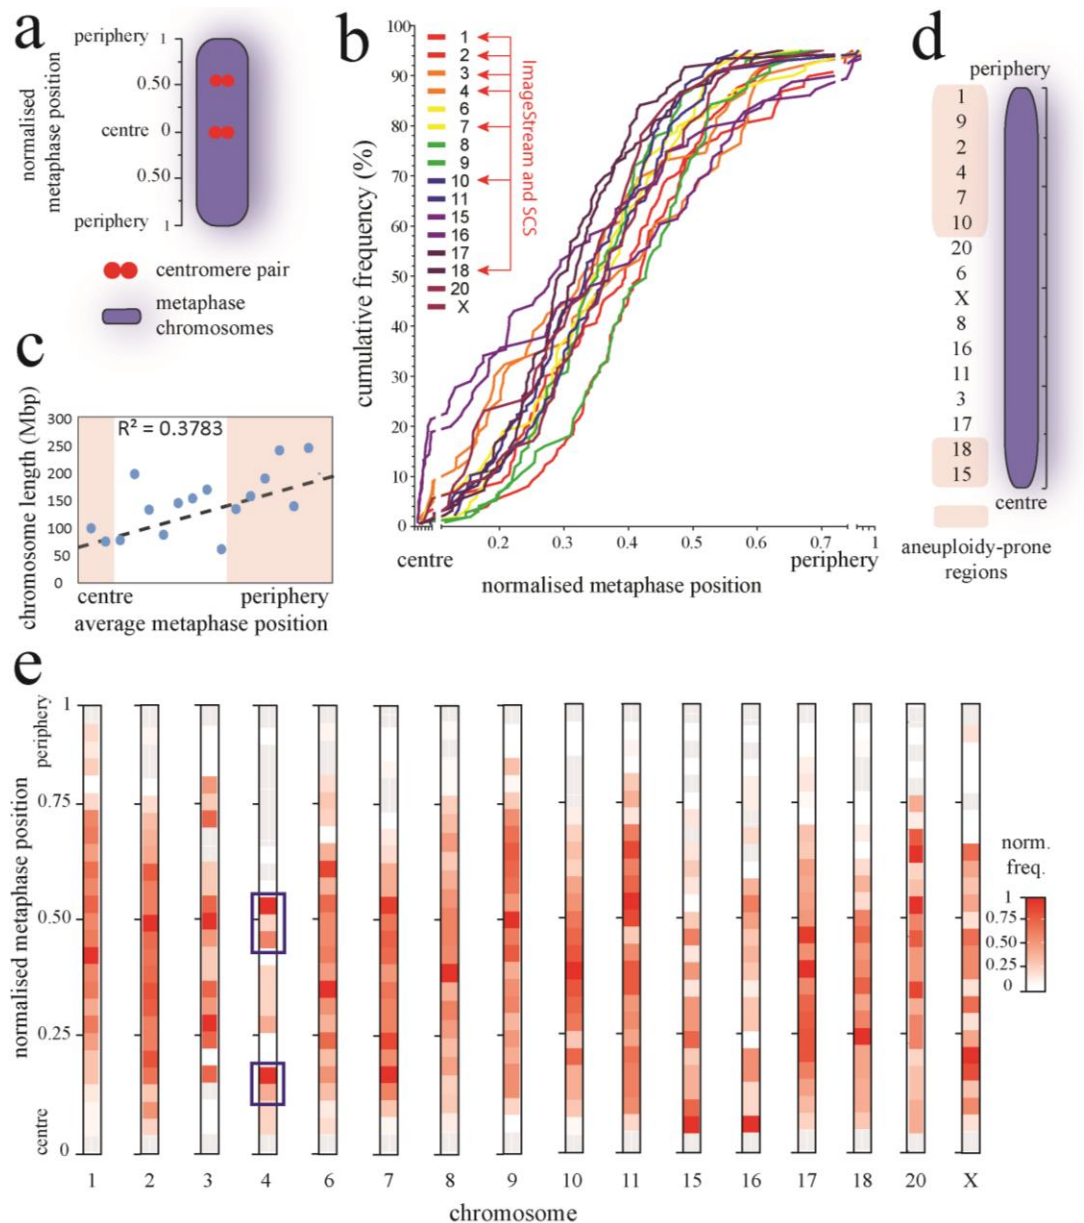 a
periphery
1
0.50
centre
0
0.50
periphery
1
normalised
metaphase position
centromere pair
metaphase
chromosomes
b
100
90
80
70
60
50
40
30
20
10
0
cumulative frequency (%)
1
2
3
4
6
7
8
9
10
11
15
16
17
18
20
X
ImageStream and SCS
0.2
0.3
0.4
0.5
0.6
0.7
1
centre
periphery
normalised metaphase position
c
chromosome length (Mbp)
300
250
200
150
100
50
0
R² = 0.3783
centre
periphery
average metaphase position
d
periphery
1
9
2
4
7
10
20
6
X
8
16
11
3
17
18
15
centre
aneuploidy-prone
regions
e
normalised metaphase position
periphery
centre
1
0.75
0.50
0.25
0
1
2
3
4
6
7
8
9
10
11
15
16
17
18
20
X
chromosome
norm.
freq.
1
0.75
0.50
0.25
0